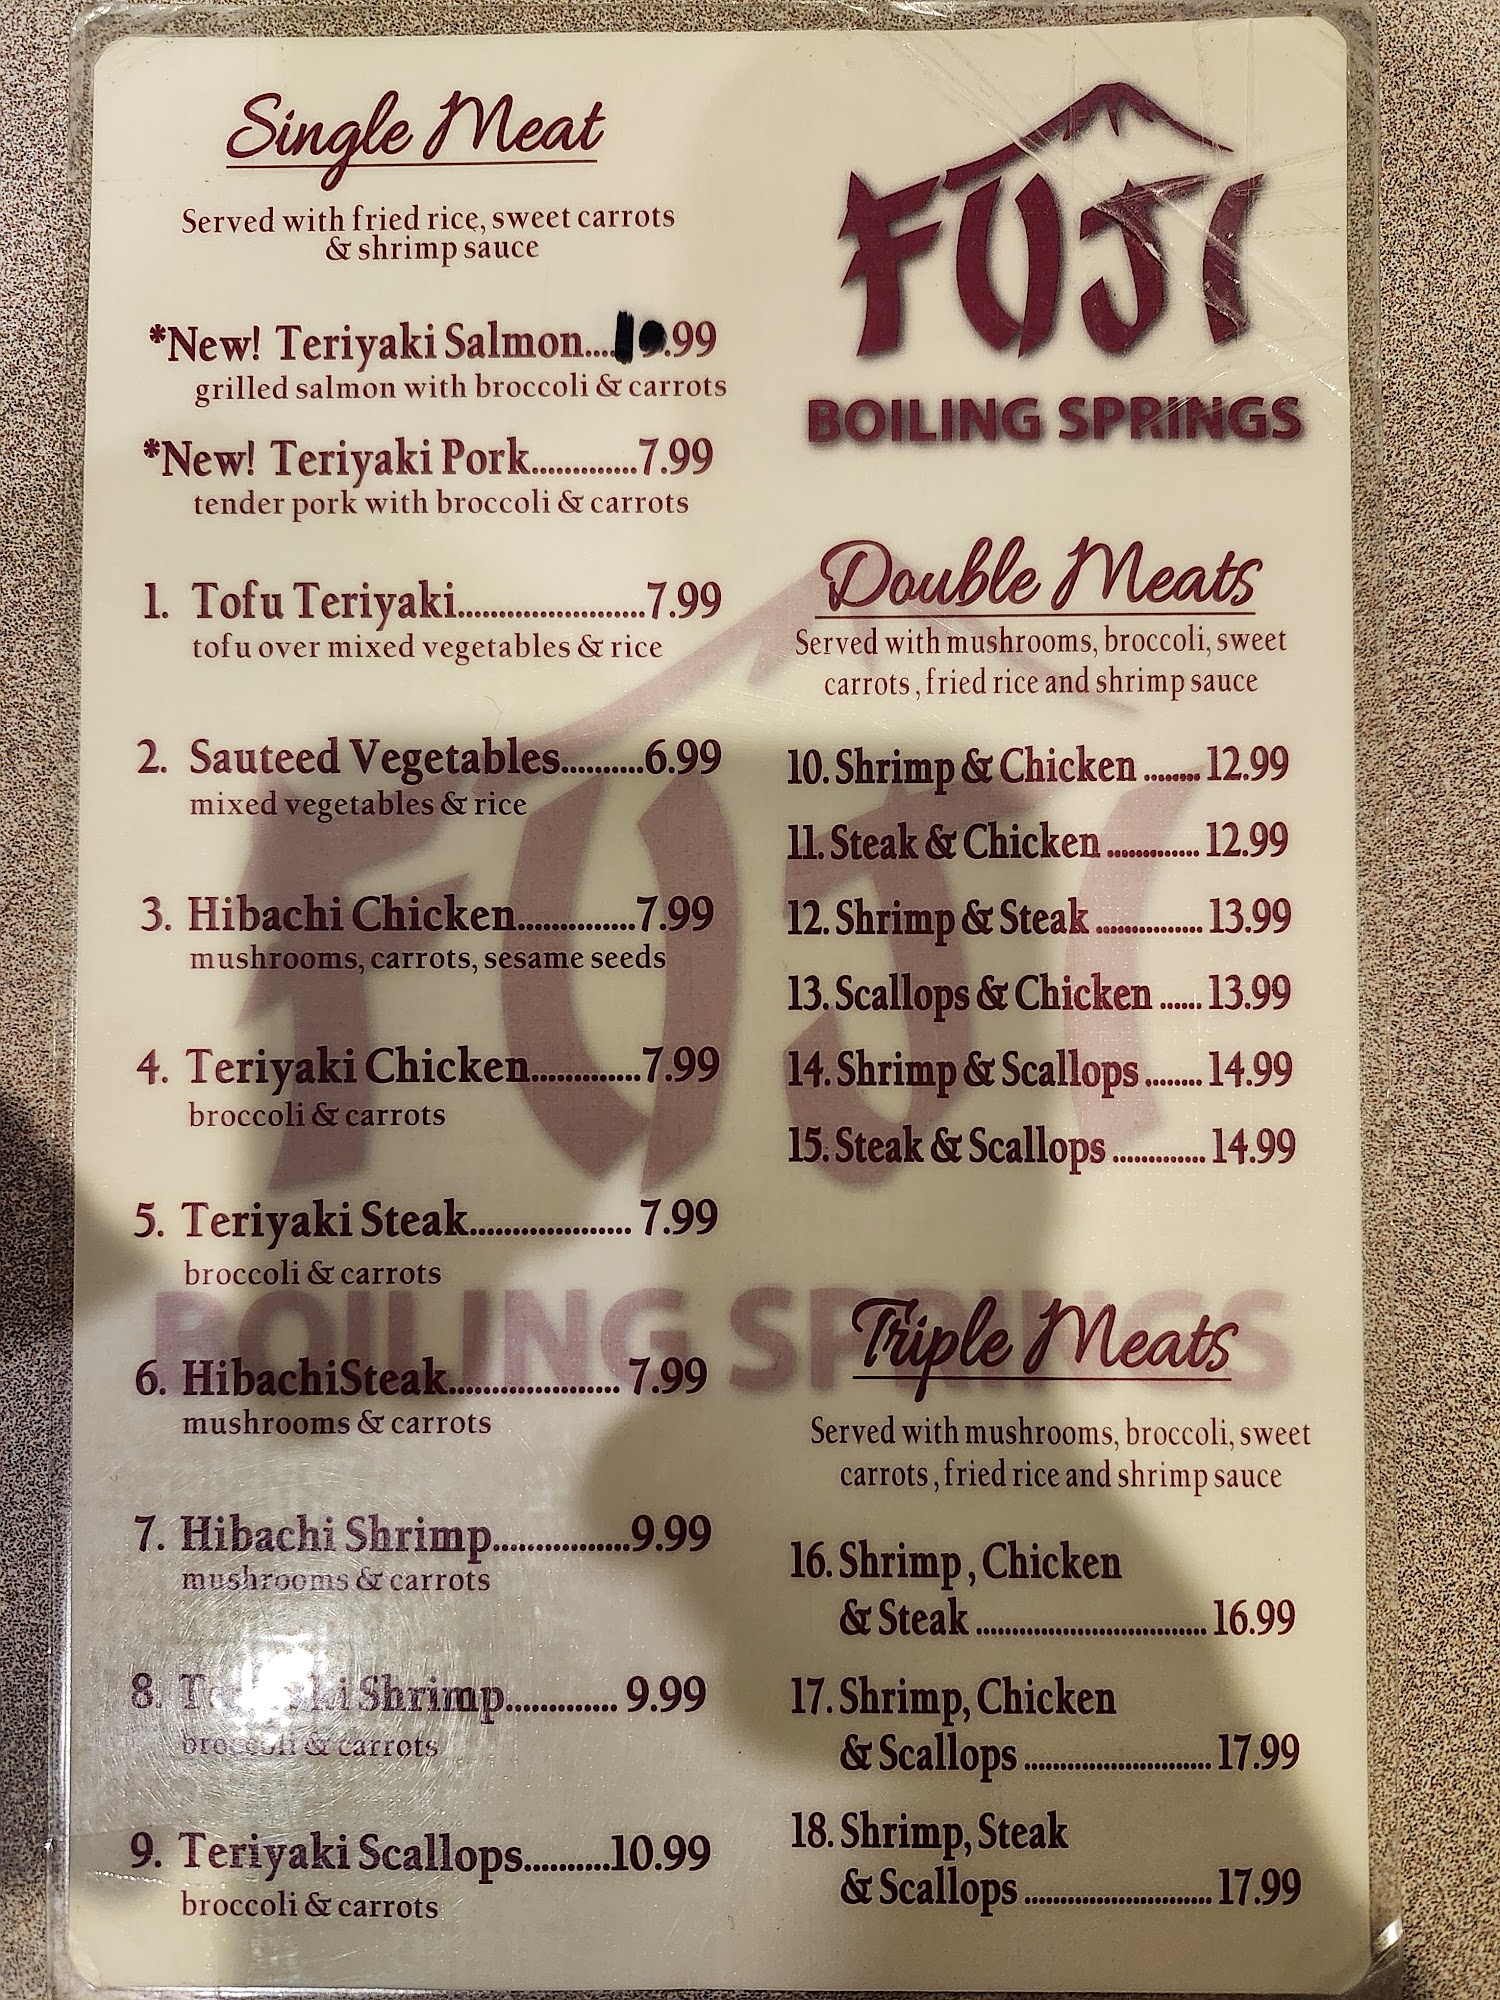 Single Meat
Served with fried rice, sweet carrots
& shrimp sauce
*New! Teriyaki Salmon.... .99
grilled salmon with broccoli & carrots
*New! Teriyaki Pork.............7.99
tender pork with broccoli & carrots
1. Tofu Teriyaki.......................7.99
tofu over mixed vegetables & rice
2. Sauteed Vegetables..........6.99
mixed vegetables & rice
3. Hibachi Chicken..............7.99
mushrooms, carrots, sesame seeds
4. Teriyaki Chicken.............7.99
broccoli & carrots
5. Teriyaki Steak.................... 7.99
broccoli & carrots
6. HibachiSteak..................... 7.99
mushrooms & carrots
7. Hibachi Shrimp.................9.99
mushrooms & carrots
8. Teriyaki Shrimp.............. 9.99
broccoli & carrots
9. Teriyaki Scallops..........10.99
broccoli & carrots
FUJI
BOILING SPRINGS
Double Meats
Served with mushrooms, broccoli, sweet
carrots, fried rice and shrimp sauce
10. Shrimp & Chicken ........ 12.99
11. Steak & Chicken ............. 12.99
12. Shrimp & Steak ............... 13.99
13. Scallops & Chicken ...... 13.99
14. Shrimp & Scallops ........ 14.99
15. Steak & Scallops ............. 14.99
Triple Meats
Served with mushrooms, broccoli, sweet
carrots, fried rice and shrimp sauce
16. Shrimp, Chicken
& Steak ................................ 16.99
17. Shrimp, Chicken
& Scallops .......................... 17.99
18. Shrimp, Steak
& Scallops .......................... 17.99
FUJI
BOILING SPRINGS